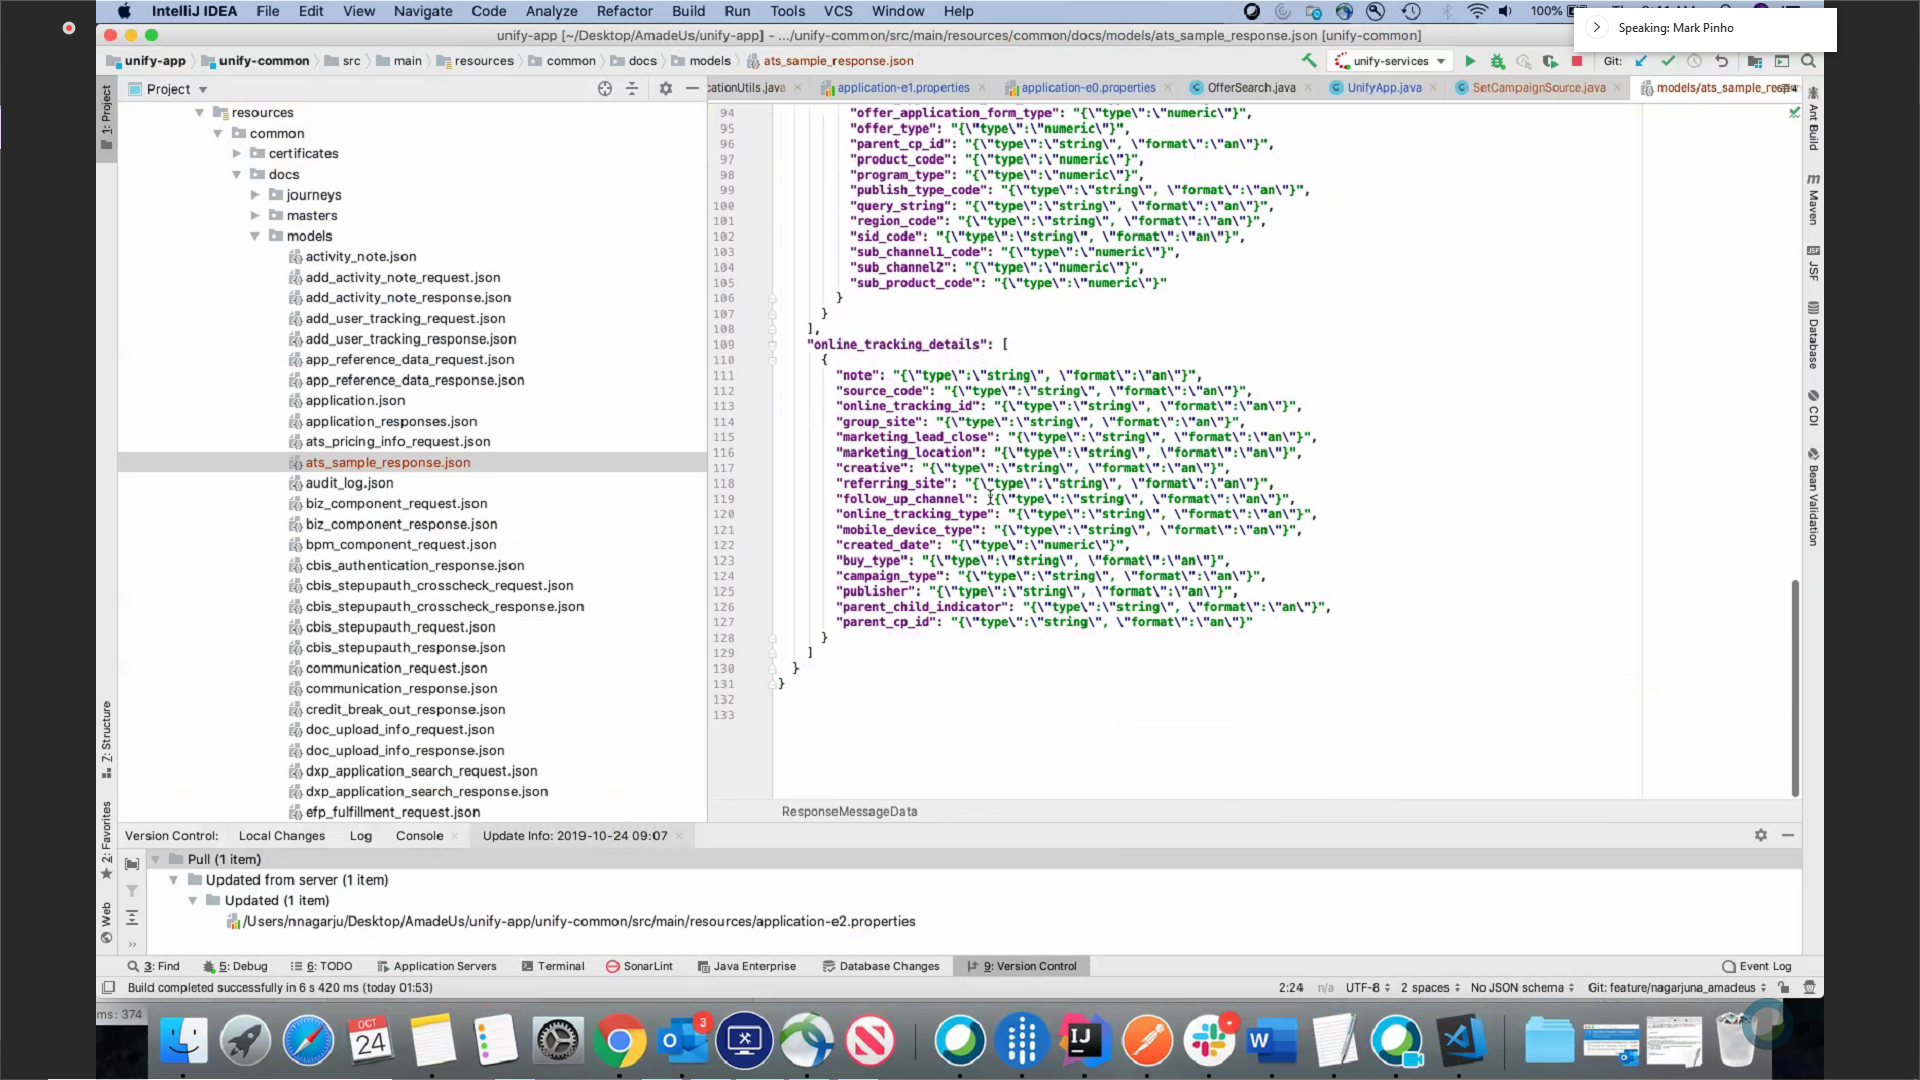 IntelliJ IDEA File Edit View Navigate Code Analyze Refactor Build Run Tools VCS Window Help 100%
Speaking: Mark Pinho
unify-app [~/Desktop/AmadeUs/unify-app] - .../unify-common/src/main/resources/common/docs/models/ats_sample_response.json [unify-common]
unify-app unify-common src main resources common docs models ats_sample_response.json unify-services Git:
Project cationUtils.java application-e1.properties application-e0.properties OfferSearch.java UnifyApp.java SetCampaignSource.java
1: Project
resources
common
certificates
docs
journeys
masters
models
activity_note.json
add_activity_note_request.json
add_activity_note_response.json
add_user_tracking_request.json
add_user_tracking_response.json
app_reference_data_request.json
app_reference_data_response.json
application.json
application_responses.json
ats_pricing_info_request.json
ats_sample_response.json
audit_log.json
biz_component_request.json
biz_component_response.json
bpm_component_request.json
cbis_authentication_response.json
cbis_stepupauth_crosscheck_request.json
cbis_stepupauth_crosscheck_response.json
cbis_stepupauth_request.json
cbis_stepupauth_response.json
communication_request.json
communication_response.json
credit_break_out_response.json
doc_upload_info_request.json
doc_upload_info_response.json
dxp_application_search_request.json
dxp_application_search_response.json
efp_fulfillment_request.json
94 "offer_application_form_type": "{\"type\":\"numeric\"}",
95 "offer_type": "{\"type\":\"numeric\"}",
96 "parent_cp_id": "{\"type\":\"string\", \"format\":\"an\"}",
97 "product_code": "{\"type\":\"numeric\"}",
98 "program_type": "{\"type\":\"numeric\"}",
99 "publish_type_code": "{\"type\":\"string\", \"format\":\"an\"}",
100 "query_string": "{\"type\":\"string\", \"format\":\"an\"}",
101 "region_code": "{\"type\":\"string\", \"format\":\"an\"}",
102 "sid_code": "{\"type\":\"string\", \"format\":\"an\"}",
103 "sub_channel1_code": "{\"type\":\"numeric\"}",
104 "sub_channel2": "{\"type\":\"numeric\"}",
105 "sub_product_code": "{\"type\":\"numeric\"}"
106 }
107 }
108 ],
109 "online_tracking_details": [
110 {
111 "note": "{\"type\":\"string\", \"format\":\"an\"}",
112 "source_code": "{\"type\":\"string\", \"format\":\"an\"}",
113 "online_tracking_id": "{\"type\":\"string\", \"format\":\"an\"}",
114 "group_site": "{\"type\":\"string\", \"format\":\"an\"}",
115 "marketing_lead_close": "{\"type\":\"string\", \"format\":\"an\"}",
116 "marketing_location": "{\"type\":\"string\", \"format\":\"an\"}",
117 "creative": "{\"type\":\"string\", \"format\":\"an\"}",
118 "referring_site": "{\"type\":\"string\", \"format\":\"an\"}",
119 "follow_up_channel": "{\"type\":\"string\", \"format\":\"an\"}",
120 "online_tracking_type": "{\"type\":\"string\", \"format\":\"an\"}",
121 "mobile_device_type": "{\"type\":\"string\", \"format\":\"an\"}",
122 "created_date": "{\"type\":\"numeric\"}",
123 "buy_type": "{\"type\":\"string\", \"format\":\"an\"}",
124 "campaign_type": "{\"type\":\"string\", \"format\":\"an\"}",
125 "publisher": "{\"type\":\"string\", \"format\":\"an\"}",
126 "parent_child_indicator": "{\"type\":\"string\", \"format\":\"an\"}",
127 "parent_cp_id": "{\"type\":\"string\", \"format\":\"an\"}"
128 }
129 ]
130 }
131 }
132
133
ResponseMessageData
Ant Build
Maven
JSF
Database
CDI
Bean Validation
Z: Structure
2: Favorites
Web
Version Control: Local Changes Log Console Update Info: 2019-10-24 09:07
Pull (1 item)
Updated from server (1 item)
Updated (1 item)
/Users/nnagarju/Desktop/AmadeUs/unify-app/unify-common/src/main/resources/application-e2.properties
3: Find 5: Debug 6: TODO Application Servers Terminal SonarLint Java Enterprise Database Changes 9: Version Control Event Log
Build completed successfully in 6 s 420 ms (today 01:53) 2:24 n/a UTF-8 2 spaces No JSON schema Git: feature/nagarjuna_amadeus
ms: 374
OCT
24
3
IJ
W